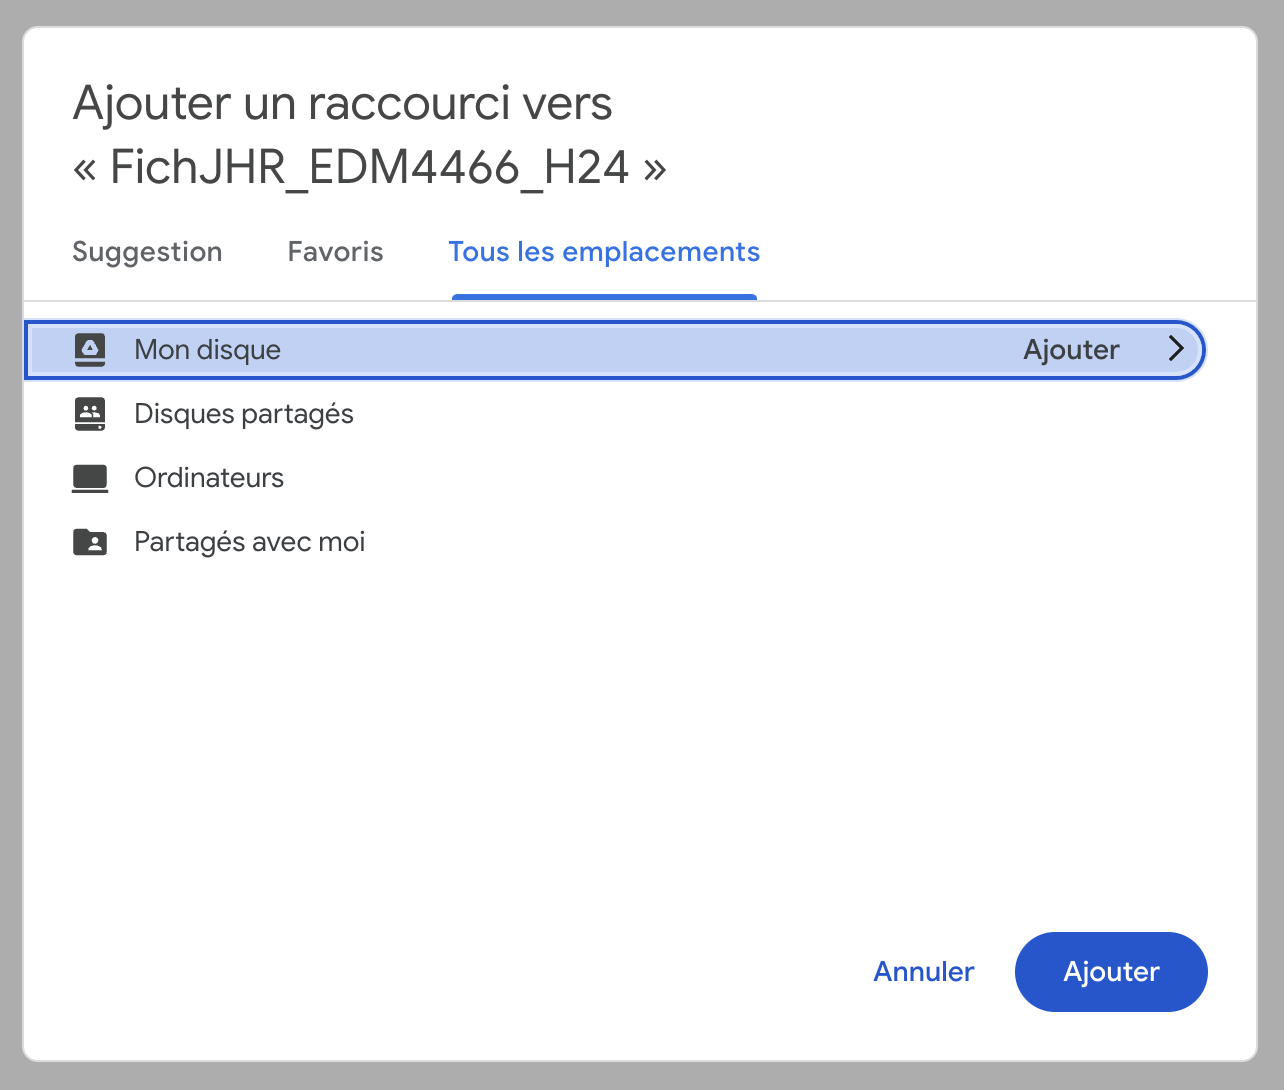 Ajouter un raccourci vers
« FichJHR_EDM4466_H24 »
Suggestion Favoris Tous les emplacements
Mon disque Ajouter
Disques partagés
Ordinateurs
Partagés avec moi
Annuler Ajouter